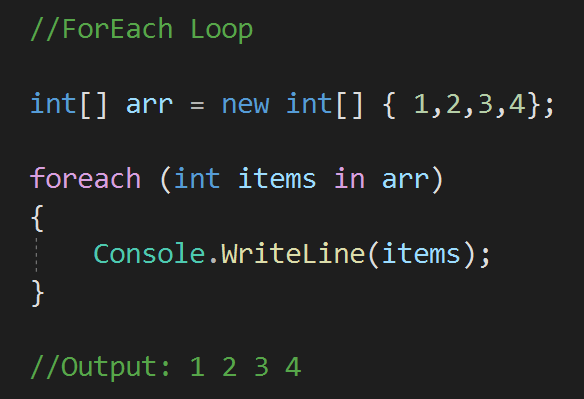 //ForEach Loop
int[] arr = new int[] { 1,2,3,4};
foreach (int items in arr)
{
Console.WriteLine(items);
}
//Output: 1 2 3 4